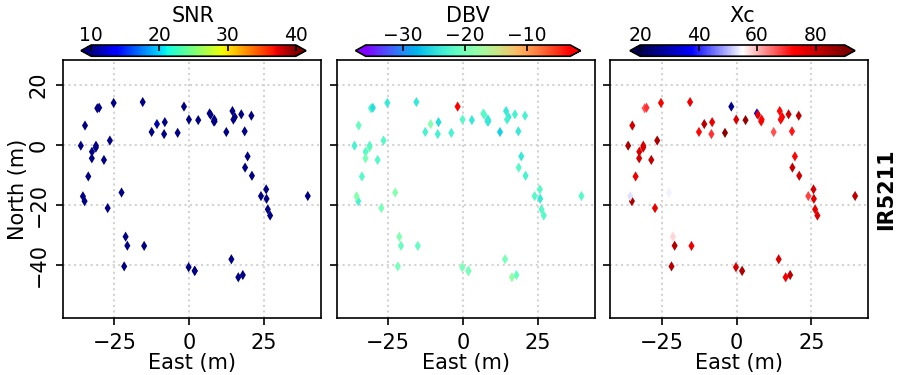 SNR DBV Xc
10 20 30 40 −30 −20 −10 20 40 60 80
20
0
−20
−40
North (m)
−25 0 25 −25 0 25 −25 0 25
East (m) East (m) East (m)
IR5211